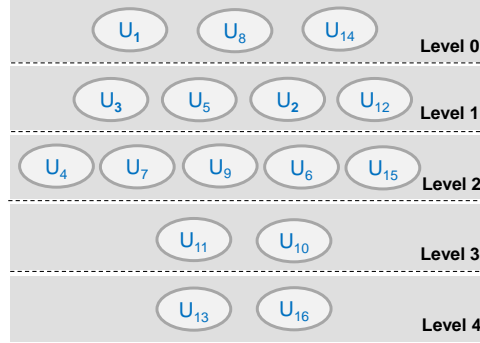 U₁ U₈ U₁₄ Level 0
U₃ U₅ U₂ U₁₂ Level 1
U₄ U₇ U₉ U₆ U₁₅ Level 2
U₁₁ U₁₀ Level 3
U₁₃ U₁₆ Level 4